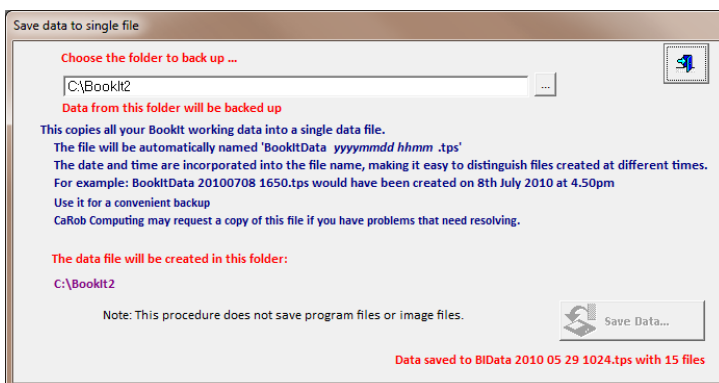 Save data to single file
Choose the folder to back up ...
C:\BookIt2
...
Data from this folder will be backed up
This copies all your BookIt working data into a single data file.
The file will be automatically named 'BookItData yyyymmdd hhmm .tps'
The date and time are incorporated into the file name, making it easy to distinguish files created at different times.
For example: BookItData 20100708 1650.tps would have been created on 8th July 2010 at 4.50pm
Use it for a convenient backup
CaRob Computing may request a copy of this file if you have problems that need resolving.
The data file will be created in this folder:
C:\BookIt2
Note: This procedure does not save program files or image files.
Save Data...
Data saved to BIData 2010 05 29 1024.tps with 15 files